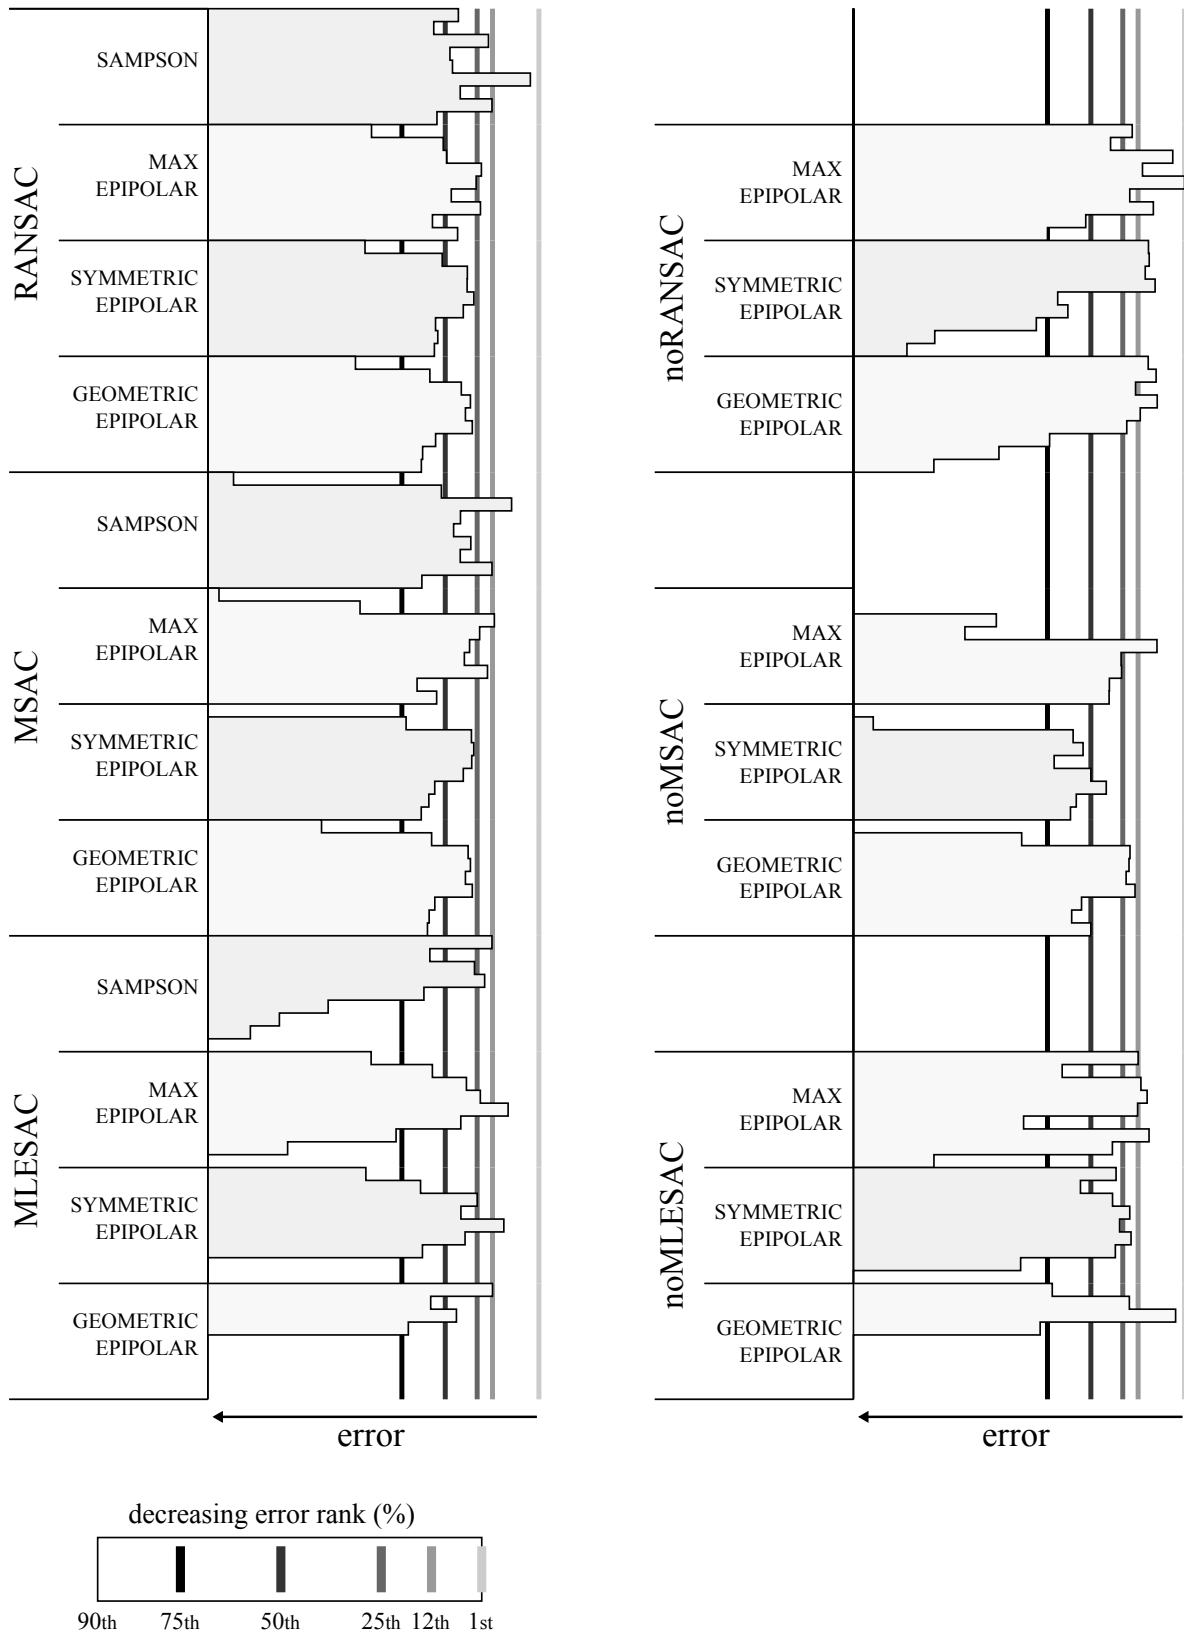 RANSAC
SAMPSON
MAX
EPIPOLAR
SYMMETRIC
EPIPOLAR
GEOMETRIC
EPIPOLAR
MSAC
SAMPSON
MAX
EPIPOLAR
SYMMETRIC
EPIPOLAR
GEOMETRIC
EPIPOLAR
MLESAC
SAMPSON
MAX
EPIPOLAR
SYMMETRIC
EPIPOLAR
GEOMETRIC
EPIPOLAR
error
noRANSAC
MAX
EPIPOLAR
SYMMETRIC
EPIPOLAR
GEOMETRIC
EPIPOLAR
noMSAC
MAX
EPIPOLAR
SYMMETRIC
EPIPOLAR
GEOMETRIC
EPIPOLAR
noMLESAC
MAX
EPIPOLAR
SYMMETRIC
EPIPOLAR
GEOMETRIC
EPIPOLAR
error
decreasing error rank (%)
90th 75th 50th 25th 12th 1st